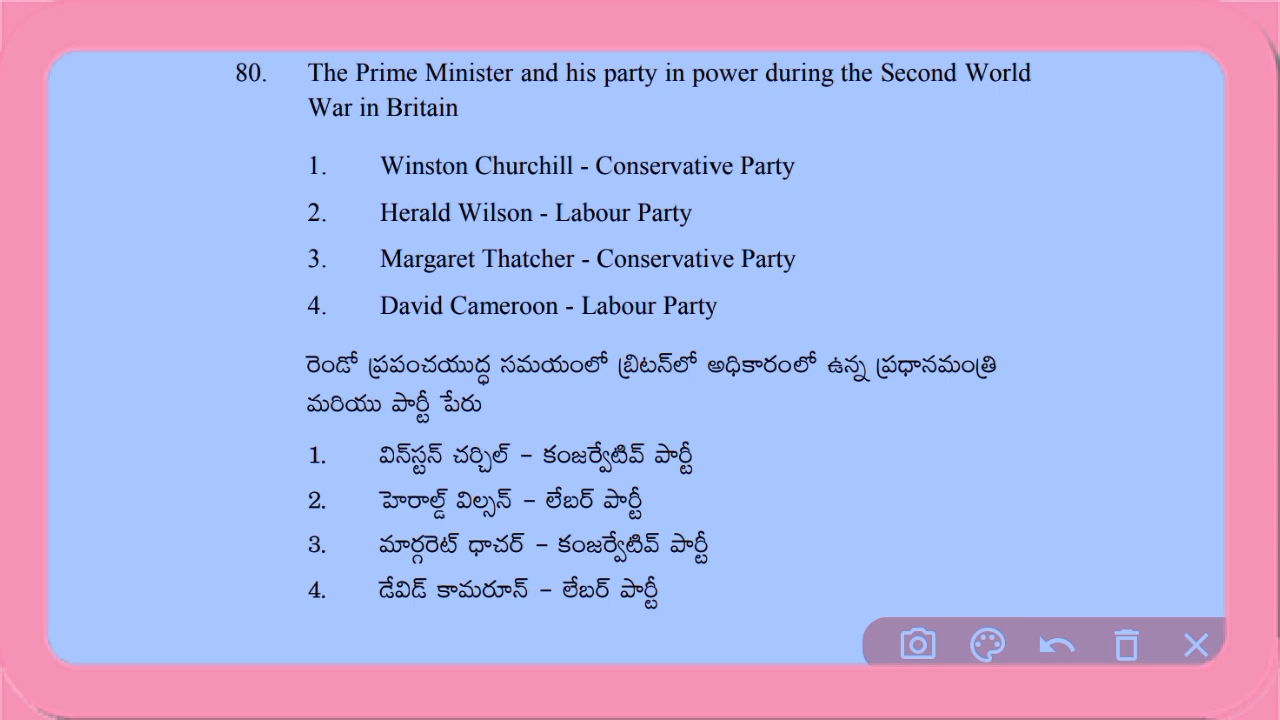 80. The Prime Minister and his party in power during the Second World
War in Britain
1. Winston Churchill - Conservative Party
2. Herald Wilson - Labour Party
3. Margaret Thatcher - Conservative Party
4. David Cameroon - Labour Party
రెండో ప్రపంచయుద్ధ సమయంలో బ్రిటన్‌లో అధికారంలో ఉన్న ప్రధానమంత్రి
మరియు పార్టీ పేరు
1. విన్‌స్టన్ చర్చిల్ – కంజర్వేటివ్ పార్టీ
2. హెరాల్డ్ విల్సన్ – లేబర్ పార్టీ
3. మార్గరెట్ థాచర్ – కంజర్వేటివ్ పార్టీ
4. డేవిడ్ కామరూన్ – లేబర్ పార్టీ